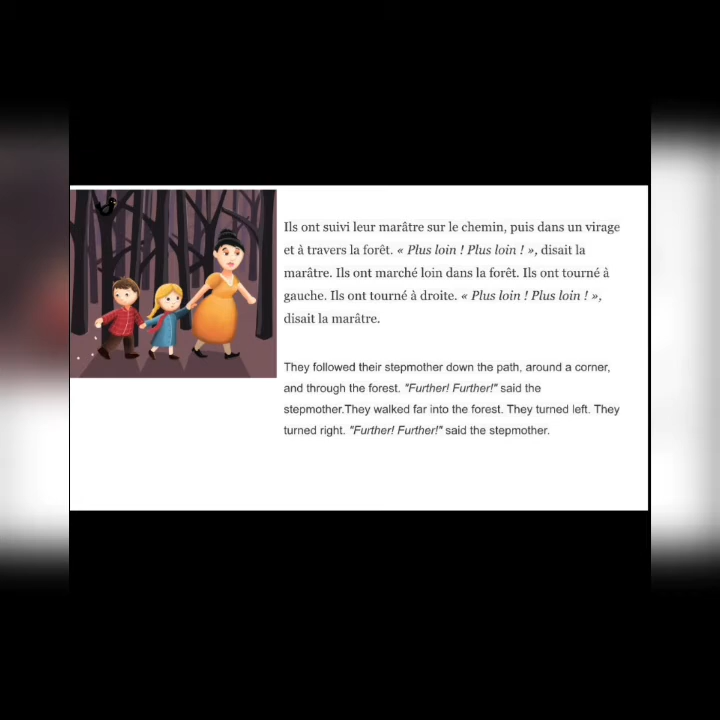 Ils ont suivi leur marâtre sur le chemin, puis dans un virage
et à travers la forêt. « Plus loin ! Plus loin ! », disait la
marâtre. Ils ont marché loin dans la forêt. Ils ont tourné à
gauche. Ils ont tourné à droite. « Plus loin ! Plus loin ! »,
disait la marâtre.
They followed their stepmother down the path, around a corner,
and through the forest. "Further! Further!" said the
stepmother.They walked far into the forest. They turned left. They
turned right. "Further! Further!" said the stepmother.